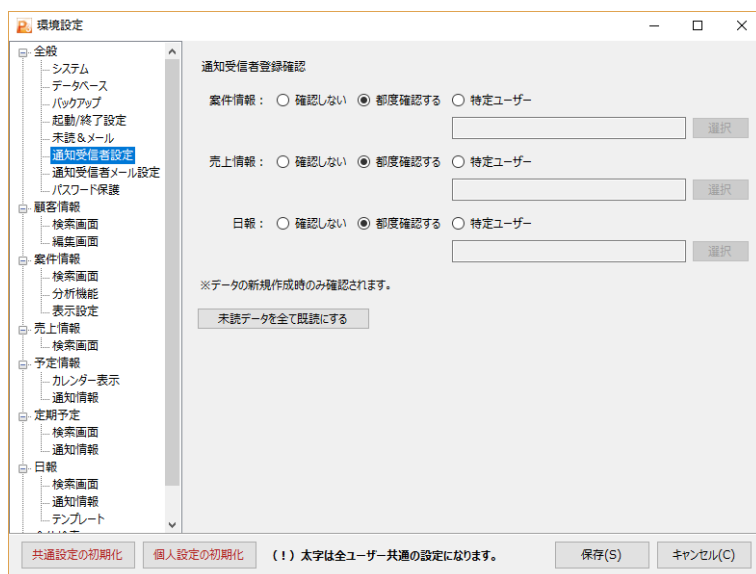 環境設定
全般
システム
データベース
バックアップ
起動/終了設定
未読＆メール
通知受信者設定
通知受信者メール設定
パスワード保護
顧客情報
検索画面
編集画面
案件情報
検索画面
分析機能
表示設定
売上情報
検索画面
予定情報
カレンダー表示
通知情報
定期予定
検索画面
通知情報
日報
検索画面
通知情報
テンプレート
通知受信者登録確認
案件情報： 確認しない 都度確認する 特定ユーザー
選択
売上情報： 確認しない 都度確認する 特定ユーザー
選択
日報： 確認しない 都度確認する 特定ユーザー
選択
※データの新規作成時のみ確認されます。
未読データを全て既読にする
共通設定の初期化 個人設定の初期化 （！）太字は全ユーザー共通の設定になります。 保存(S) キャンセル(C)